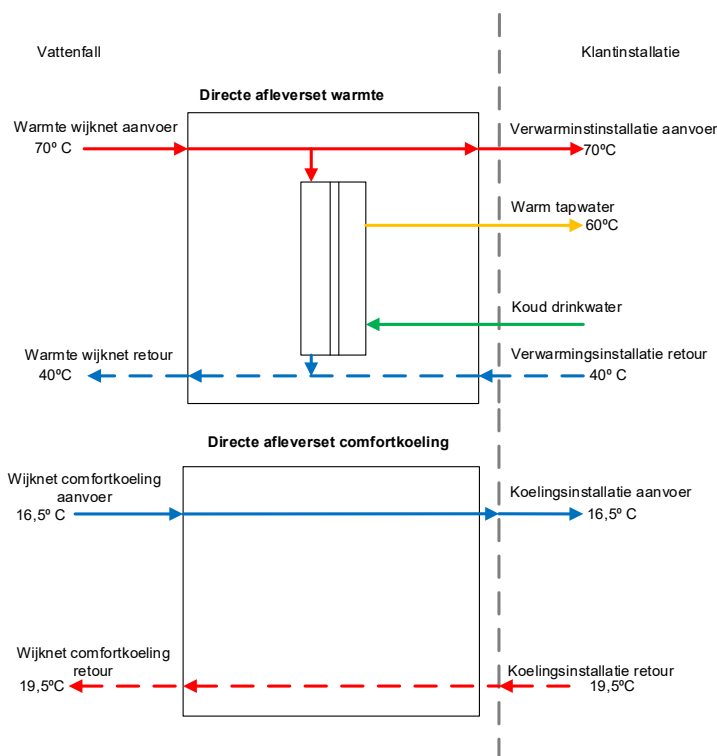 Vattenfall
Klantinstallatie
Directe afleverset warmte
Warmte wijknet aanvoer
70º C
Verwarminstinstallatie aanvoer
70ºC
Warm tapwater
60ºC
Koud drinkwater
Warmte wijknet retour
40ºC
Verwarmingsinstallatie retour
40º C
Directe afleverset comfortkoeling
Wijknet comfortkoeling
aanvoer
16,5º C
Koelingsinstallatie aanvoer
16,5º C
Wijknet comfortkoeling
retour
19,5ºC
Koelingsinstallatie retour
19,5ºC